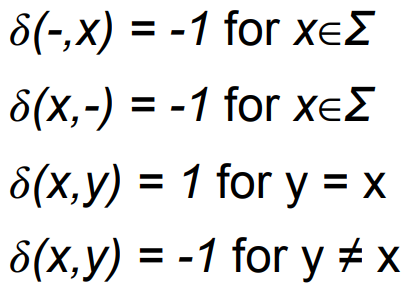 δ(-,x) = -1 for x∈Σ
δ(x,-) = -1 for x∈Σ
δ(x,y) = 1 for y = x
δ(x,y) = -1 for y ≠ x